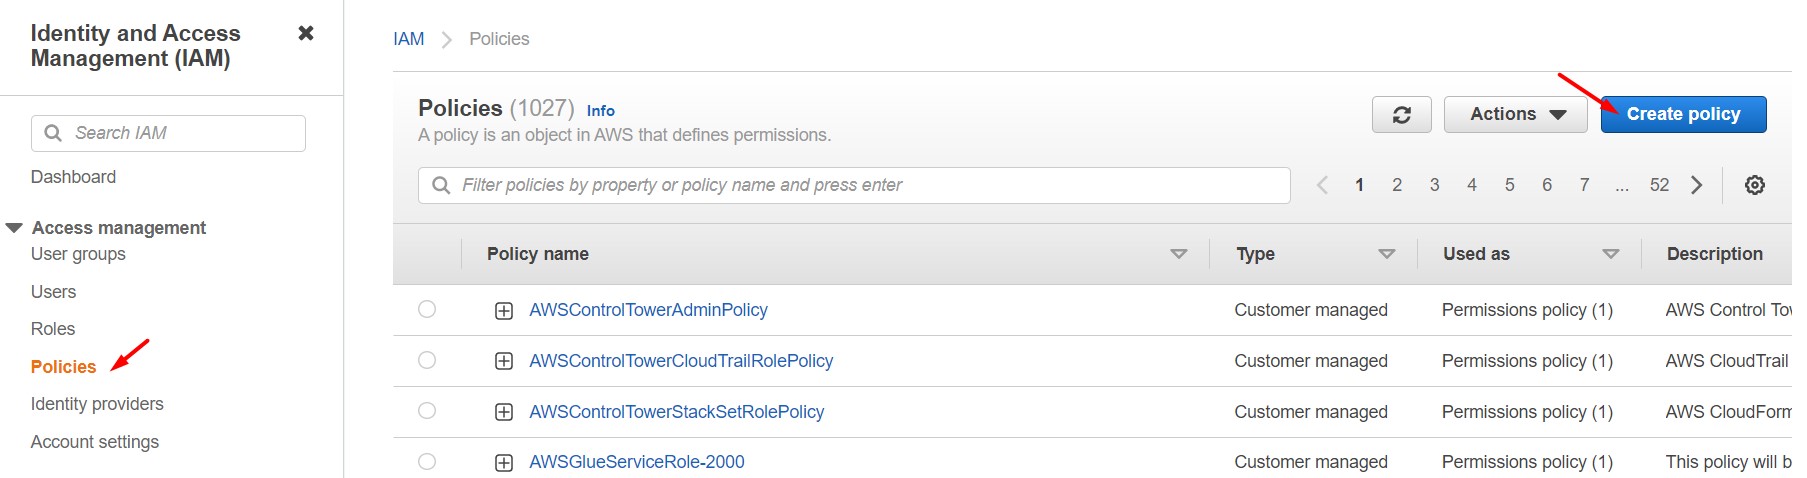 Identity and Access
Management (IAM)
Search IAM
Dashboard
Access management
User groups
Users
Roles
Policies
Identity providers
Account settings
IAM
Policies
Policies (1027) Info
A policy is an object in AWS that defines permissions.
Actions
Create policy
Filter policies by property or policy name and press enter
1 2 3 4 5 6 7 ... 52
Policy name Type Used as Description
AWSControlTowerAdminPolicy Customer managed Permissions policy (1) AWS Control Tow
AWSControlTowerCloudTrailRolePolicy Customer managed Permissions policy (1) AWS CloudTrail
AWSControlTowerStackSetRolePolicy Customer managed Permissions policy (1) AWS CloudForm
AWSGlueServiceRole-2000 Customer managed Permissions policy (1) This policy will b